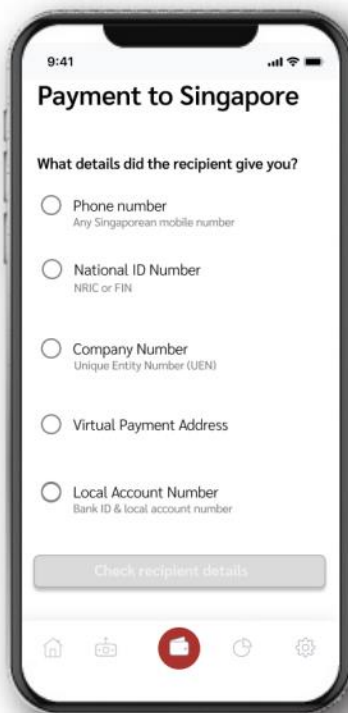 9:41
Payment to Singapore
What details did the recipient give you?
Phone number
Any Singaporean mobile number
National ID Number
NRIC or FIN
Company Number
Unique Entity Number (UEN)
Virtual Payment Address
Local Account Number
Bank ID & local account number
Check recipient details